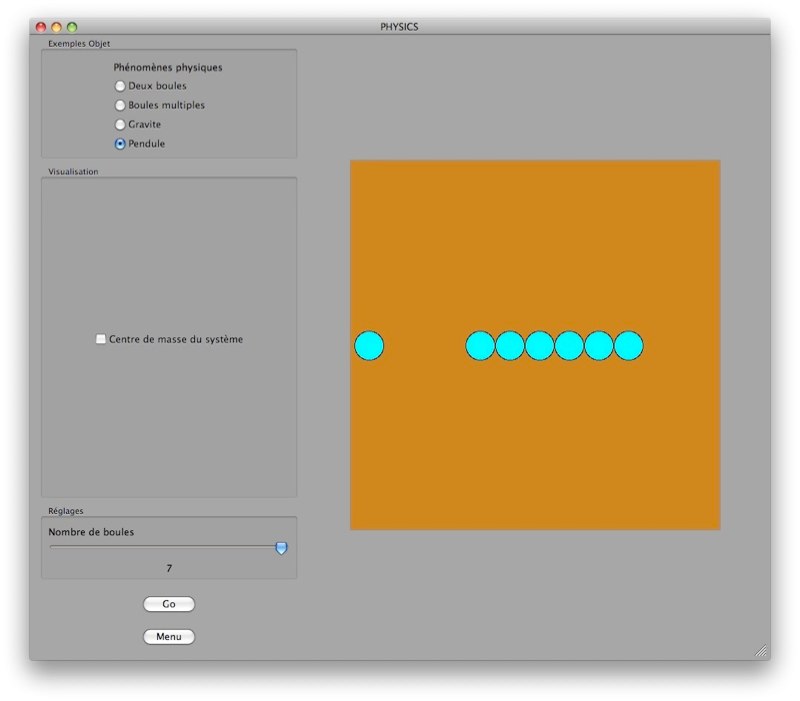 PHYSICS
Exemples Objet
Phénomènes physiques
Deux boules
Boules multiples
Gravite
Pendule
Visualisation
Centre de masse du système
Réglages
Nombre de boules
7
Go
Menu